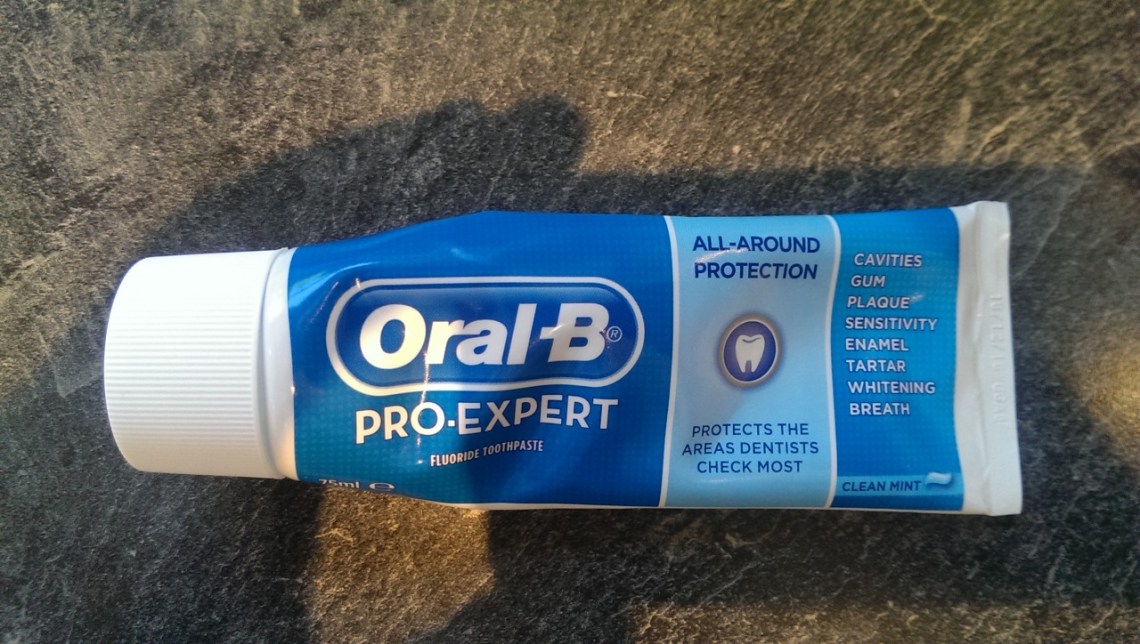 Oral-B®
PRO-EXPERT
FLUORIDE TOOTHPASTE
75ml ℮
ALL-AROUND
PROTECTION
PROTECTS THE
AREAS DENTISTS
CHECK MOST
CAVITIES
GUM
PLAQUE
SENSITIVITY
ENAMEL
TARTAR
WHITENING
BREATH
CLEAN MINT